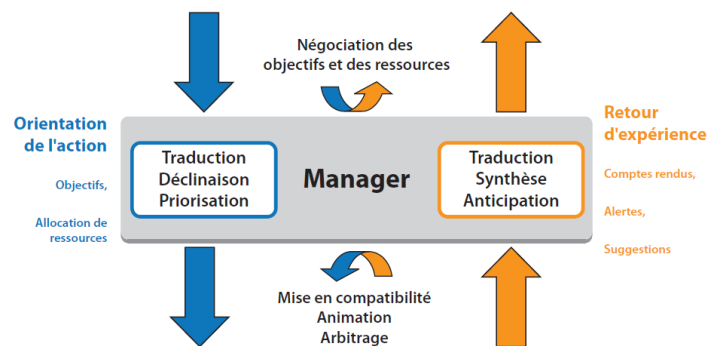 Négociation des
objectifs et des ressources
Orientation
de l'action
Objectifs,
Allocation de
ressources
Traduction
Déclinaison
Priorisation
Manager
Traduction
Synthèse
Anticipation
Retour
d'expérience
Comptes rendus,
Alertes,
Suggestions
Mise en compatibilité
Animation
Arbitrage